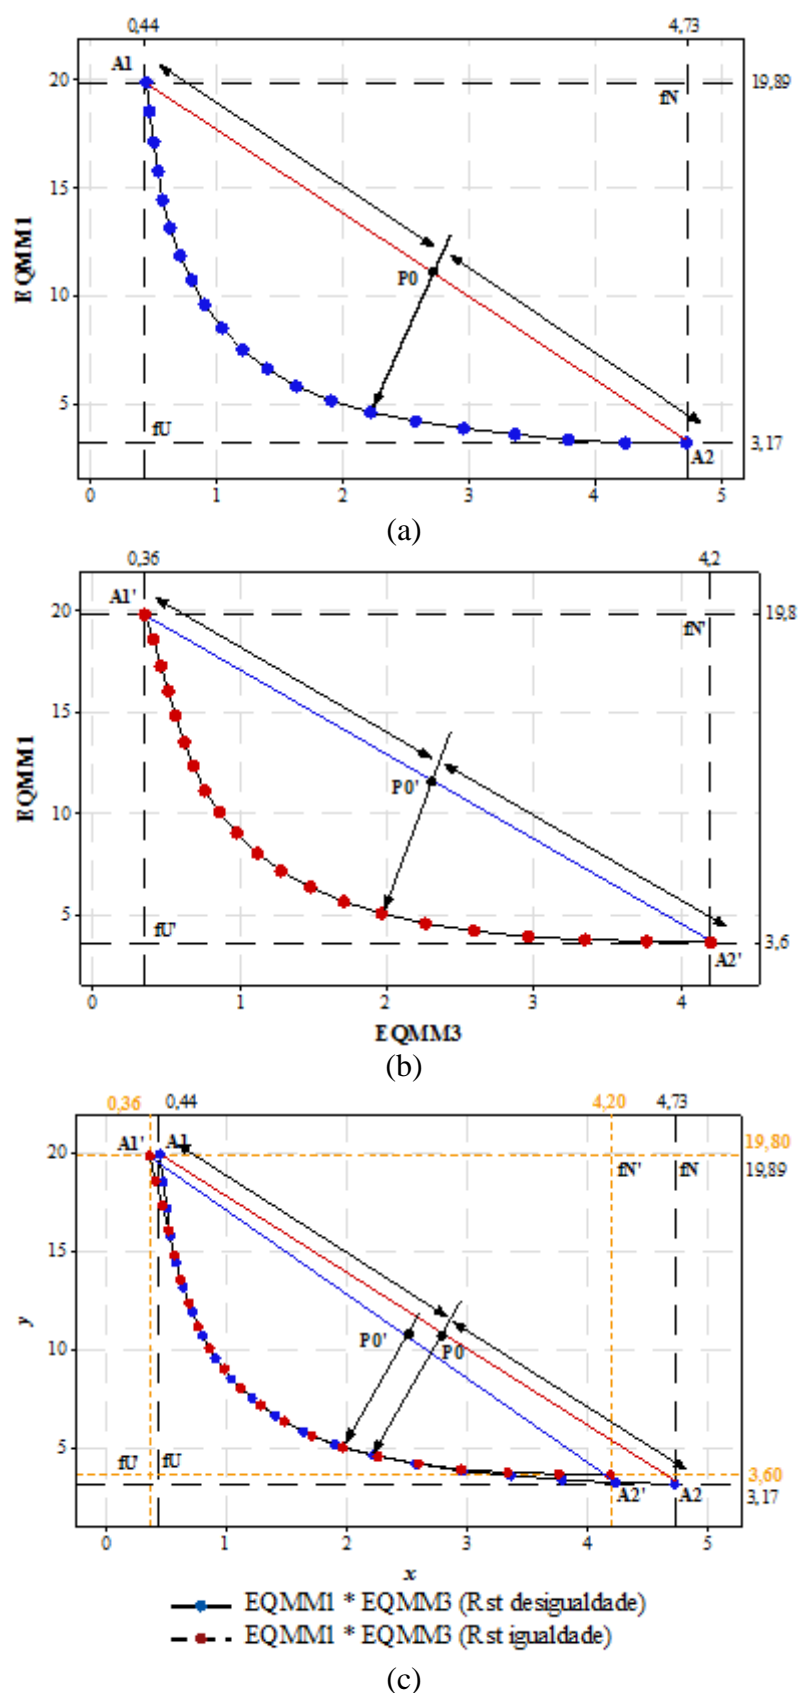 0,44 4,73
A1
20 19,89
fN
15
EQMM1
P0
10
5
fU
3,17
A2
0 1 2 3 4 5
(a)
0,36 4,2
A1'
20 19,8
fN'
15
EQMM1
P0'
10
5
fU'
3,6
A2'
0 1 2 3 4
EQMM3
(b)
0,36 0,44 4,20 4,73
A1' A1 19,80
20
fN' fN 19,89
15
y
P0' P0
10
5
fU fU 3,60
A2' A2 3,17
0 1 2 3 4 5
x
EQMM1 * EQMM3 (Rst desigualdade)
EQMM1 * EQMM3 (Rst igualdade)
(c)